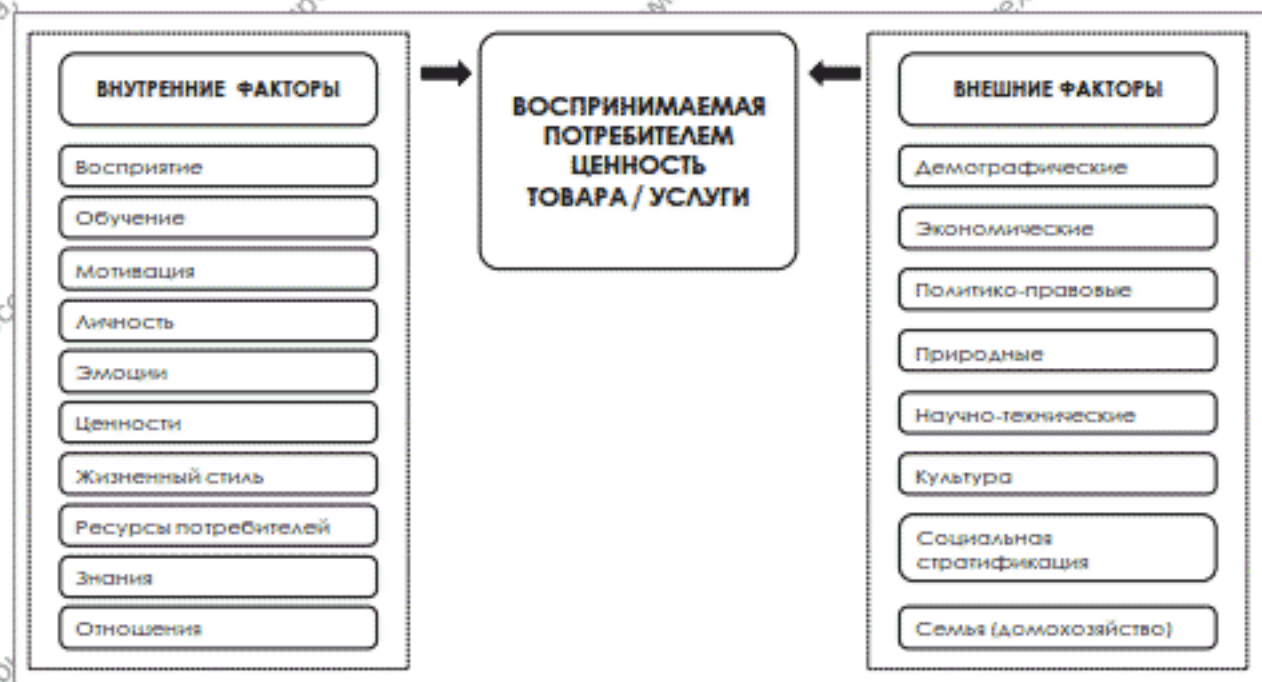 ВНУТРЕННИЕ ФАКТОРЫ
Восприятие
Обучение
Мотивация
Личность
Эмоции
Ценности
Жизненный стиль
Ресурсы потребителей
Знания
Отношения
ВОСПРИНИМАЕМАЯ
ПОТРЕБИТЕЛЕМ
ЦЕННОСТЬ
ТОВАРА / УСЛУГИ
ВНЕШНИЕ ФАКТОРЫ
Демографические
Экономические
Политико-правовые
Природные
Научно-технические
Культура
Социальная
стратификация
Семья (домохозяйство)